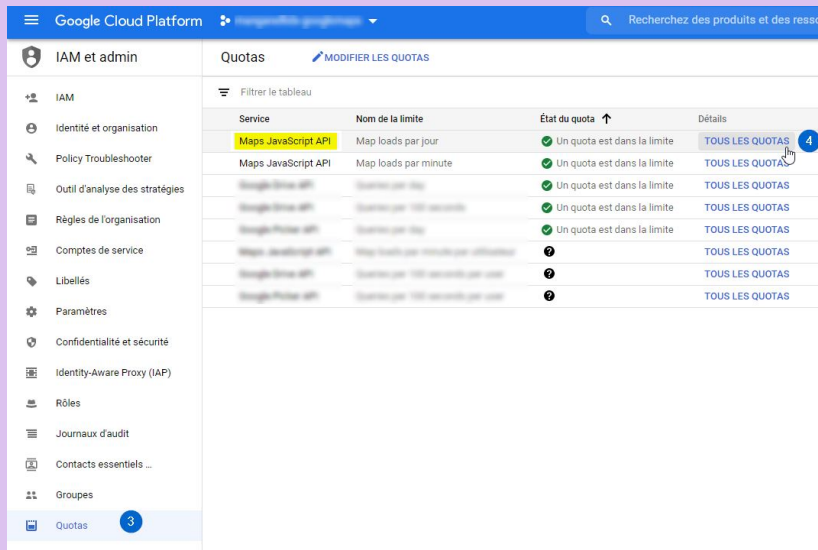 Google Cloud Platform
Recherchez des produits et des resso
IAM et admin
Quotas
MODIFIER LES QUOTAS
Filtrer le tableau
Service Nom de la limite État du quota Détails
Maps JavaScript API Map loads par jour Un quota est dans la limite TOUS LES QUOTAS 4
Maps JavaScript API Map loads par minute Un quota est dans la limite TOUS LES QUOTAS
Un quota est dans la limite TOUS LES QUOTAS
Un quota est dans la limite TOUS LES QUOTAS
Un quota est dans la limite TOUS LES QUOTAS
TOUS LES QUOTAS
TOUS LES QUOTAS
TOUS LES QUOTAS
IAM
Identité et organisation
Policy Troubleshooter
Outil d'analyse des stratégies
Règles de l'organisation
Comptes de service
Libellés
Paramètres
Confidentialité et sécurité
Identity-Aware Proxy (IAP)
Rôles
Journaux d'audit
Contacts essentiels ...
Groupes
Quotas 3